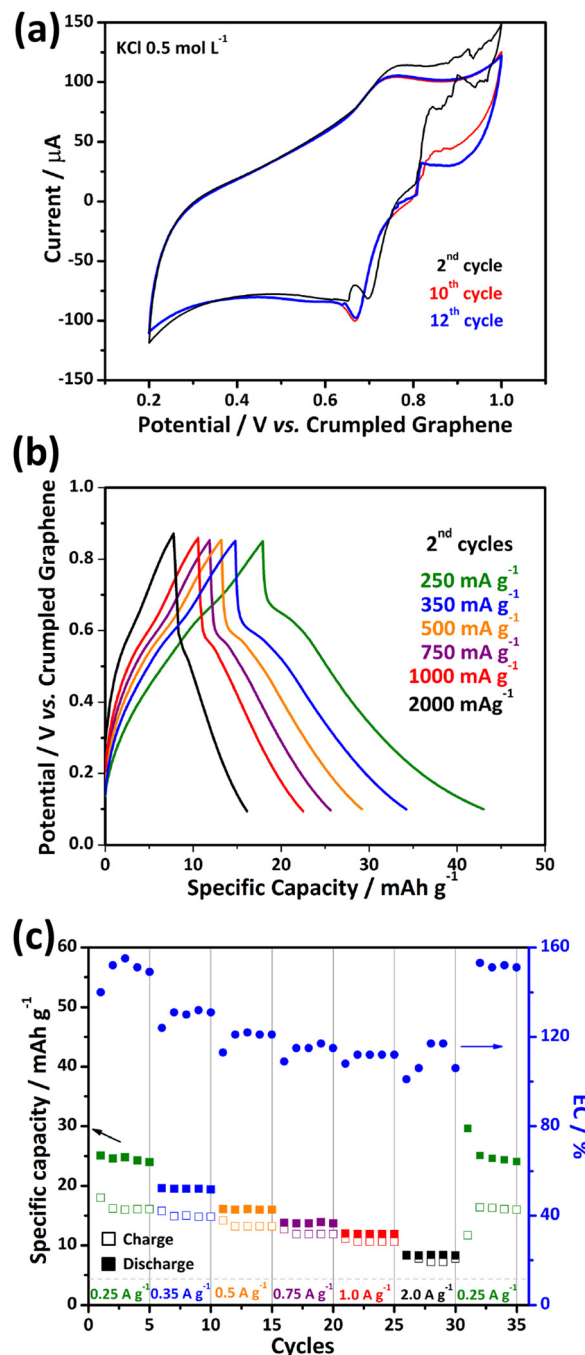 (a)
KCl 0.5 mol L-1
150
100
50
0
-50
-100
-150
Current / µA
2nd cycle
10th cycle
12th cycle
0.2 0.4 0.6 0.8 1.0
Potential / V vs. Crumpled Graphene
(b)
1.0
0.8
0.6
0.4
0.2
0.0
Potential / V vs. Crumpled Graphene
2nd cycles
250 mA g-1
350 mA g-1
500 mA g-1
750 mA g-1
1000 mA g-1
2000 mAg-1
0 10 20 30 40 50
Specific Capacity / mAh g-1
(c)
60
50
40
30
20
10
0
Specific capacity / mAh g-1
160
120
80
40
0
EC / %
Charge
Discharge
0.25 A g-1 0.35 A g-1 0.5 A g-1 0.75 A g-1 1.0 A g-1 2.0 A g-1 0.25 A g-1
0 5 10 15 20 25 30 35
Cycles